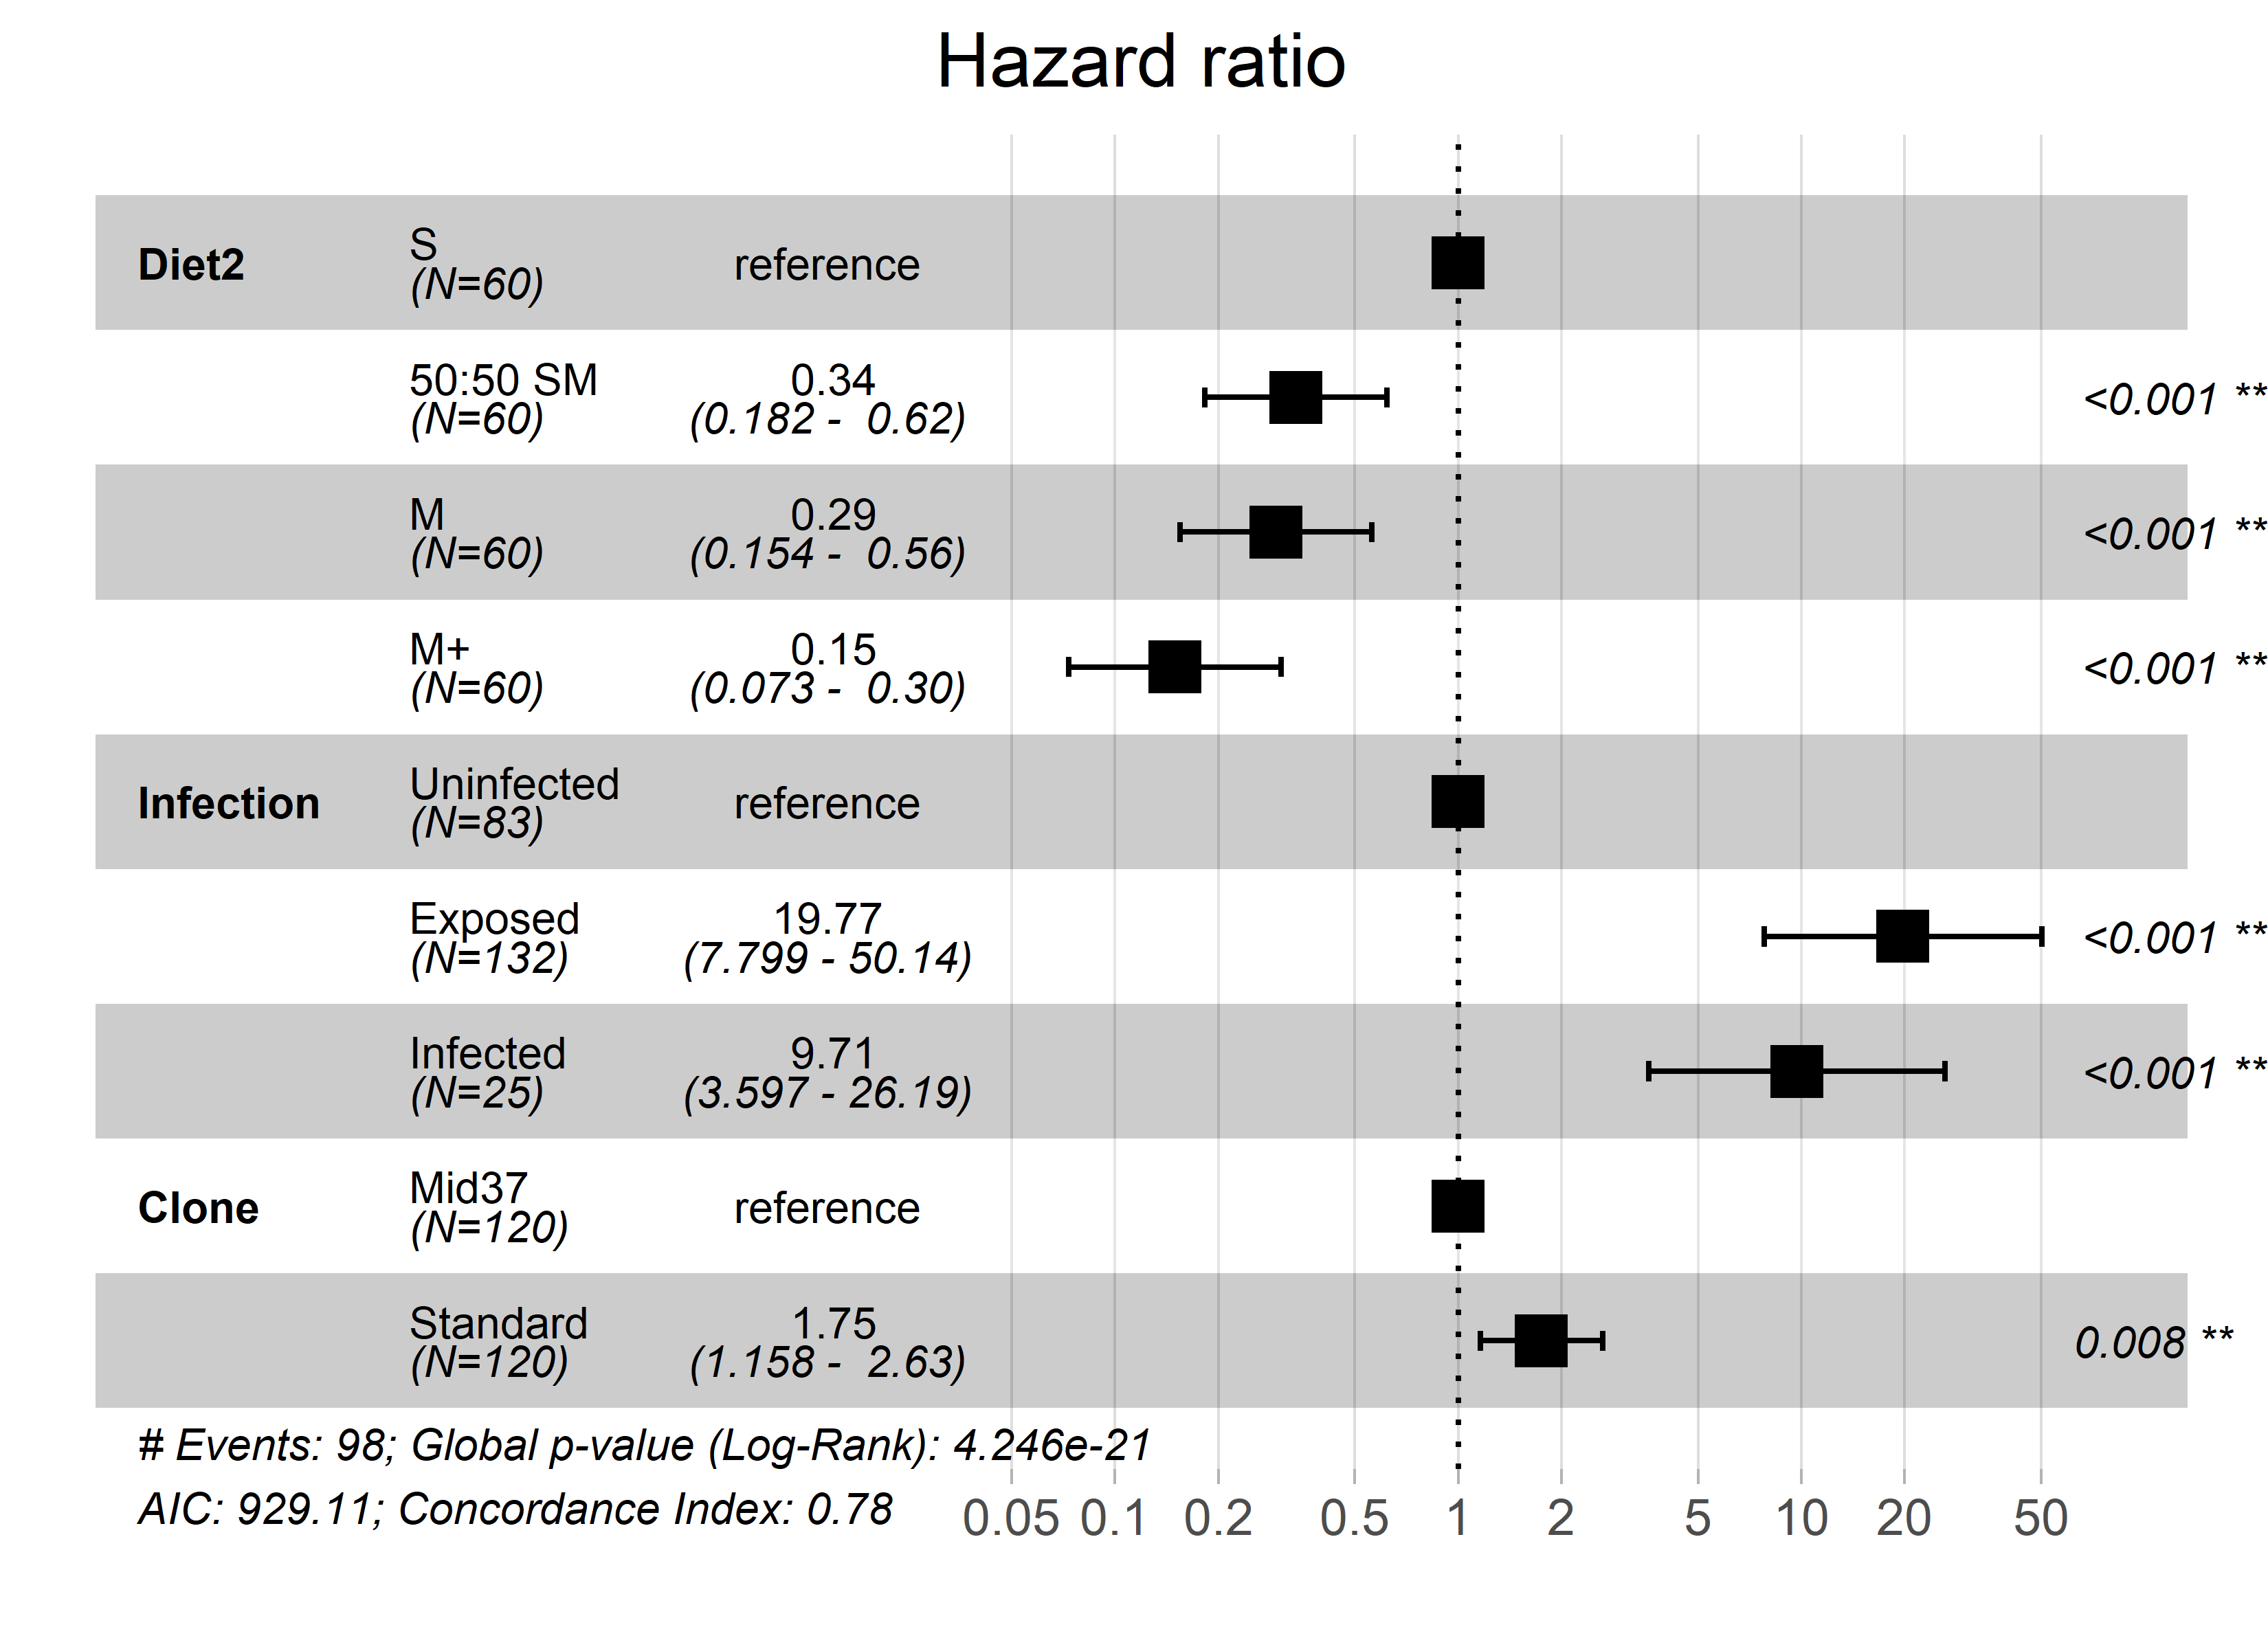 Hazard ratio
Diet2 S (N=60) reference
50:50 SM (N=60) 0.34 (0.182 - 0.62) <0.001 **
M (N=60) 0.29 (0.154 - 0.56) <0.001 **
M+ (N=60) 0.15 (0.073 - 0.30) <0.001 **
Infection Uninfected (N=83) reference
Exposed (N=132) 19.77 (7.799 - 50.14) <0.001 **
Infected (N=25) 9.71 (3.597 - 26.19) <0.001 **
Clone Mid37 (N=120) reference
Standard (N=120) 1.75 (1.158 - 2.63) 0.008 **
# Events: 98; Global p-value (Log-Rank): 4.246e-21
AIC: 929.11; Concordance Index: 0.78
0.05 0.1 0.2 0.5 1 2 5 10 20 50